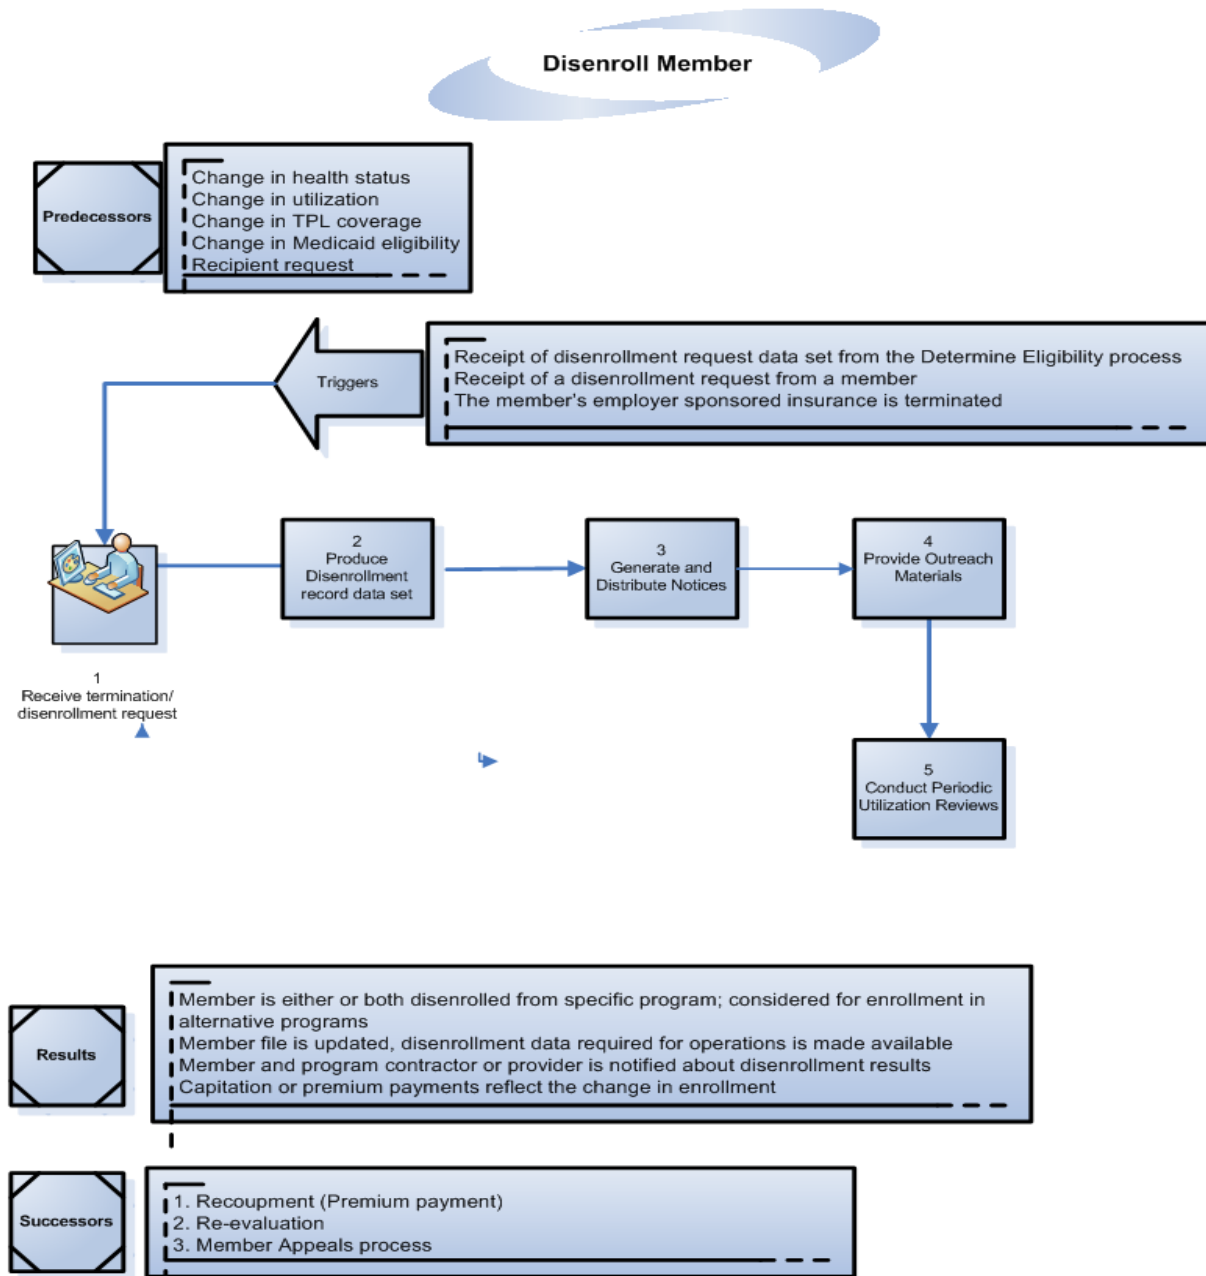 Disenroll Member
Predecessors
Change in health status
Change in utilization
Change in TPL coverage
Change in Medicaid eligibility
Recipient request
Triggers
Receipt of disenrollment request data set from the Determine Eligibility process
Receipt of a disenrollment request from a member
The member's employer sponsored insurance is terminated
1
Receive termination/
disenrollment request
2
Produce
Disenrollment
record data set
3
Generate and
Distribute Notices
4
Provide Outreach
Materials
5
Conduct Periodic
Utilization Reviews
Results
Member is either or both disenrolled from specific program; considered for enrollment in
alternative programs
Member file is updated, disenrollment data required for operations is made available
Member and program contractor or provider is notified about disenrollment results
Capitation or premium payments reflect the change in enrollment
Successors
1. Recoupment (Premium payment)
2. Re-evaluation
3. Member Appeals process